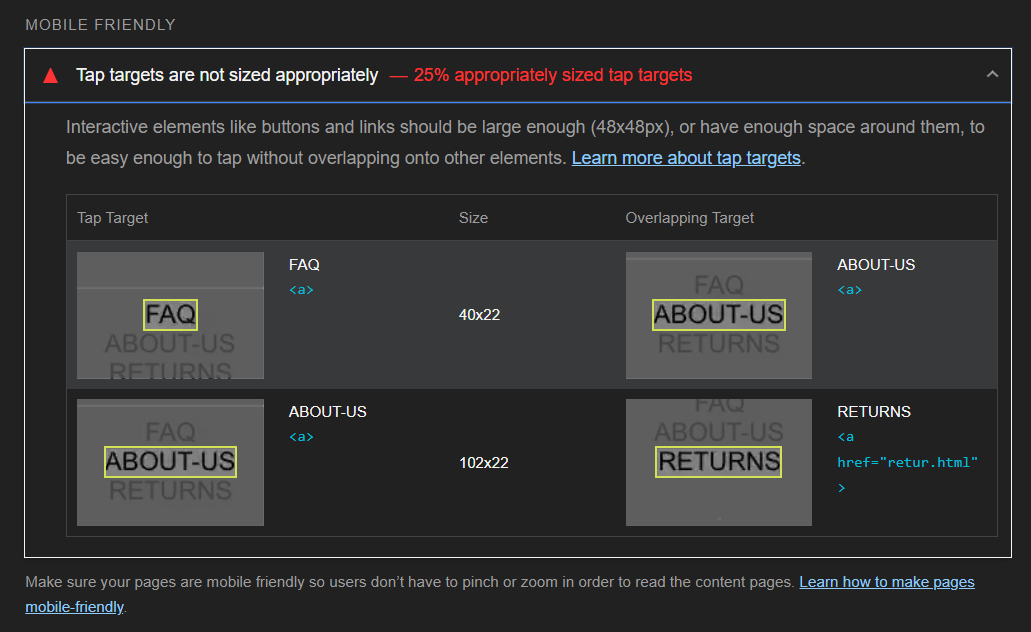 MOBILE FRIENDLY
Tap targets are not sized appropriately — 25% appropriately sized tap targets
Interactive elements like buttons and links should be large enough (48x48px), or have enough space around them, to
be easy enough to tap without overlapping onto other elements. Learn more about tap targets.
Tap Target Size Overlapping Target
FAQ
ABOUT-US
RETURNS
FAQ
<a>
40x22
FAQ
ABOUT-US
RETURNS
ABOUT-US
<a>
FAQ
ABOUT-US
RETURNS
ABOUT-US
<a>
102x22
FAQ
ABOUT-US
RETURNS
RETURNS
<a
href="retur.html"
>
Make sure your pages are mobile friendly so users don’t have to pinch or zoom in order to read the content pages. Learn how to make pages
mobile-friendly.